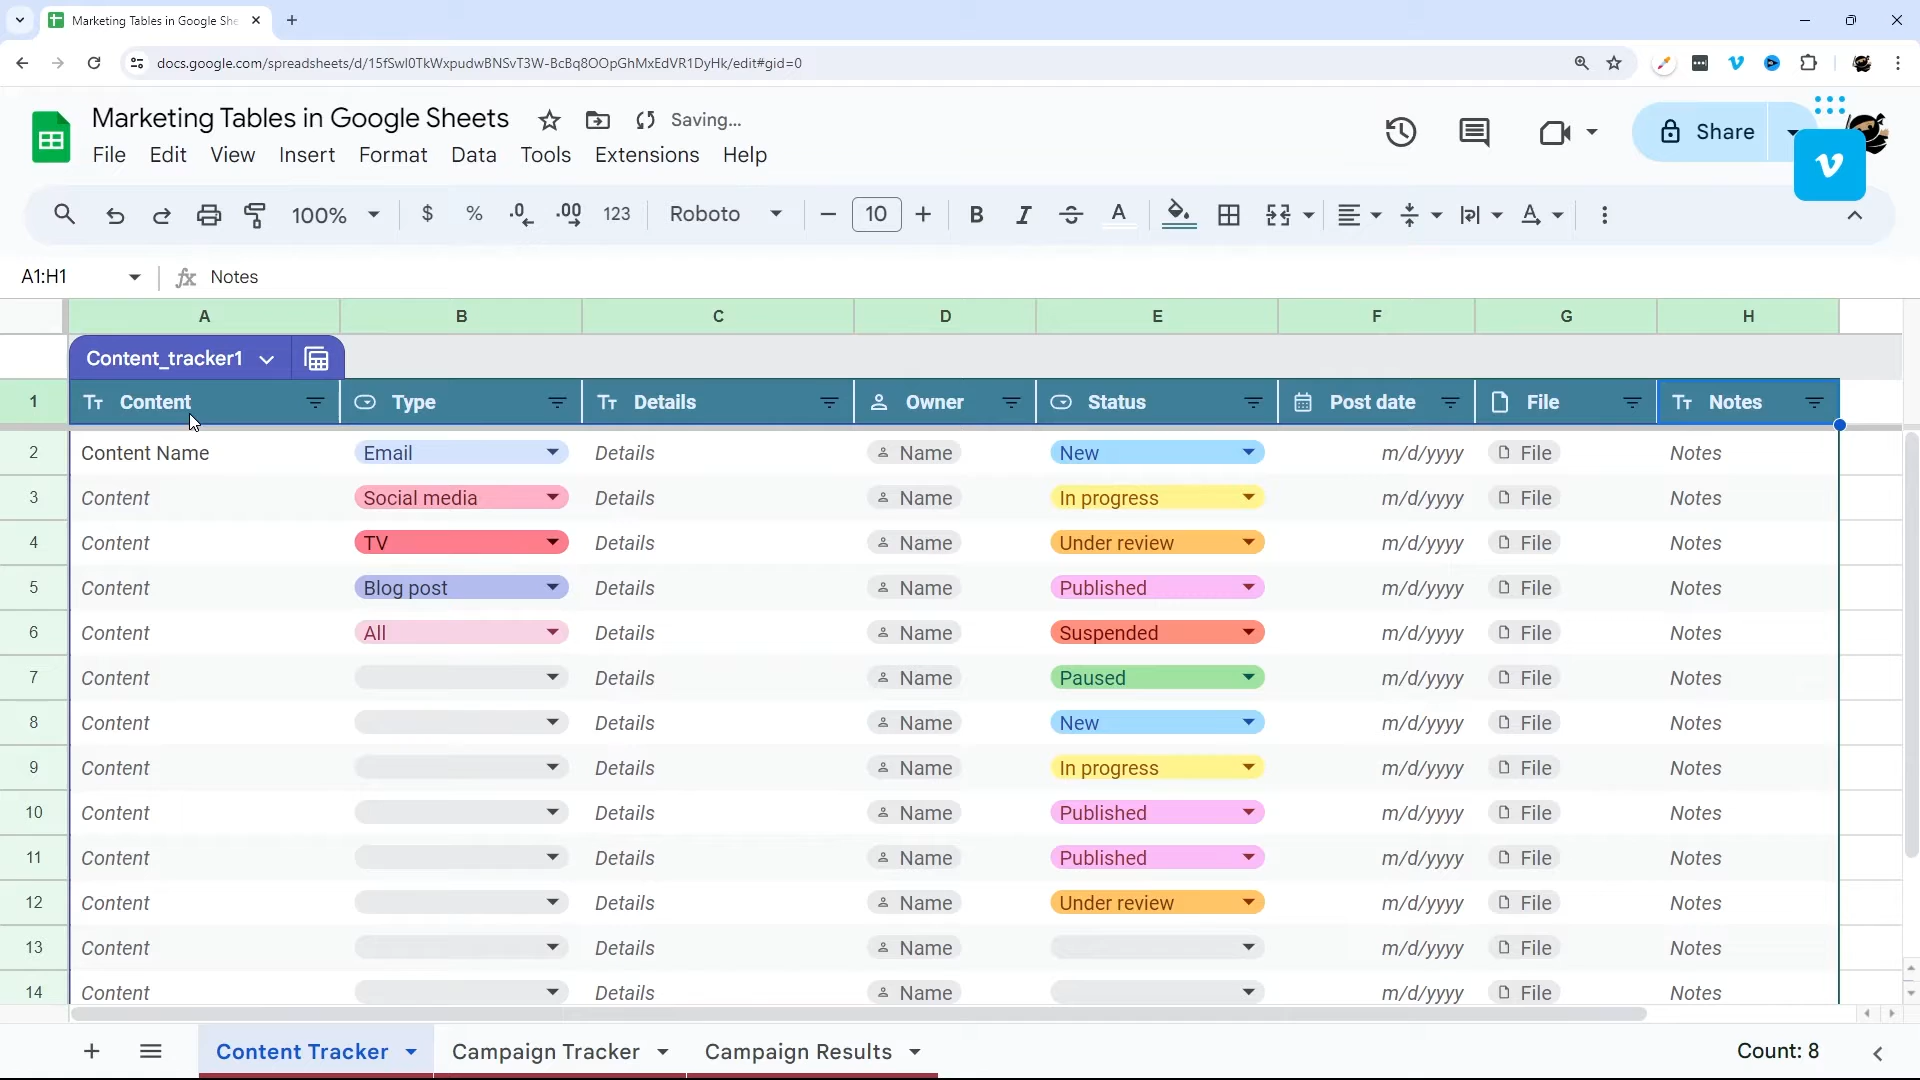 Marketing Tables in Google She
docs.google.com/spreadsheets/d/15fSwI0TkWxpudwBNSvT3W-BcBq8OOpGhMxEdVR1DyHk/edit#gid=0
Marketing Tables in Google Sheets Saving...
File Edit View Insert Format Data Tools Extensions Help
Share
100% $ % .0 .00 123 Roboto 10 B I S A
A1:H1 fx Notes
A B C D E F G H
Content_tracker1
1 Content Type Details Owner Status Post date File Notes
2 Content Name Email Details Name New m/d/yyyy File Notes
3 Content Social media Details Name In progress m/d/yyyy File Notes
4 Content TV Details Name Under review m/d/yyyy File Notes
5 Content Blog post Details Name Published m/d/yyyy File Notes
6 Content All Details Name Suspended m/d/yyyy File Notes
7 Content Details Name Paused m/d/yyyy File Notes
8 Content Details Name New m/d/yyyy File Notes
9 Content Details Name In progress m/d/yyyy File Notes
10 Content Details Name Published m/d/yyyy File Notes
11 Content Details Name Published m/d/yyyy File Notes
12 Content Details Name Under review m/d/yyyy File Notes
13 Content Details Name m/d/yyyy File Notes
14 Content Details Name m/d/yyyy File Notes
Content Tracker Campaign Tracker Campaign Results Count: 8